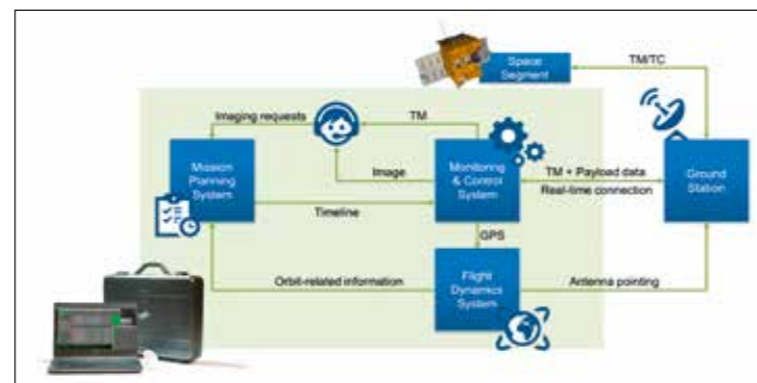 Space
Segment
TM/TC
Imaging requests
TM
Mission
Planning
System
Image
Monitoring
& Control
System
TM + Payload data
Real-time connection
Ground
Station
Timeline
GPS
Orbit-related information
Flight
Dynamics
System
Antenna pointing